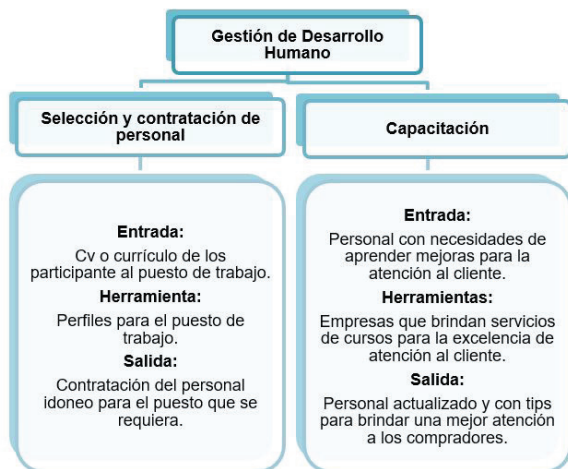 Gestión de Desarrollo
Humano
Selección y contratación de
personal
Capacitación
Entrada:
Cv o currículo de los
participante al puesto de trabajo.
Herramienta:
Perfiles para el puesto de
trabajo.
Salida:
Contratación del personal
idoneo para el puesto que se
requiera.
Entrada:
Personal con necesidades de
aprender mejoras para la
atención al cliente.
Herramientas:
Empresas que brindan servicios
de cursos para la excelencia de
atención al cliente.
Salida:
Personal actualizado y con tips
para brindar una mejor atención
a los compradores.